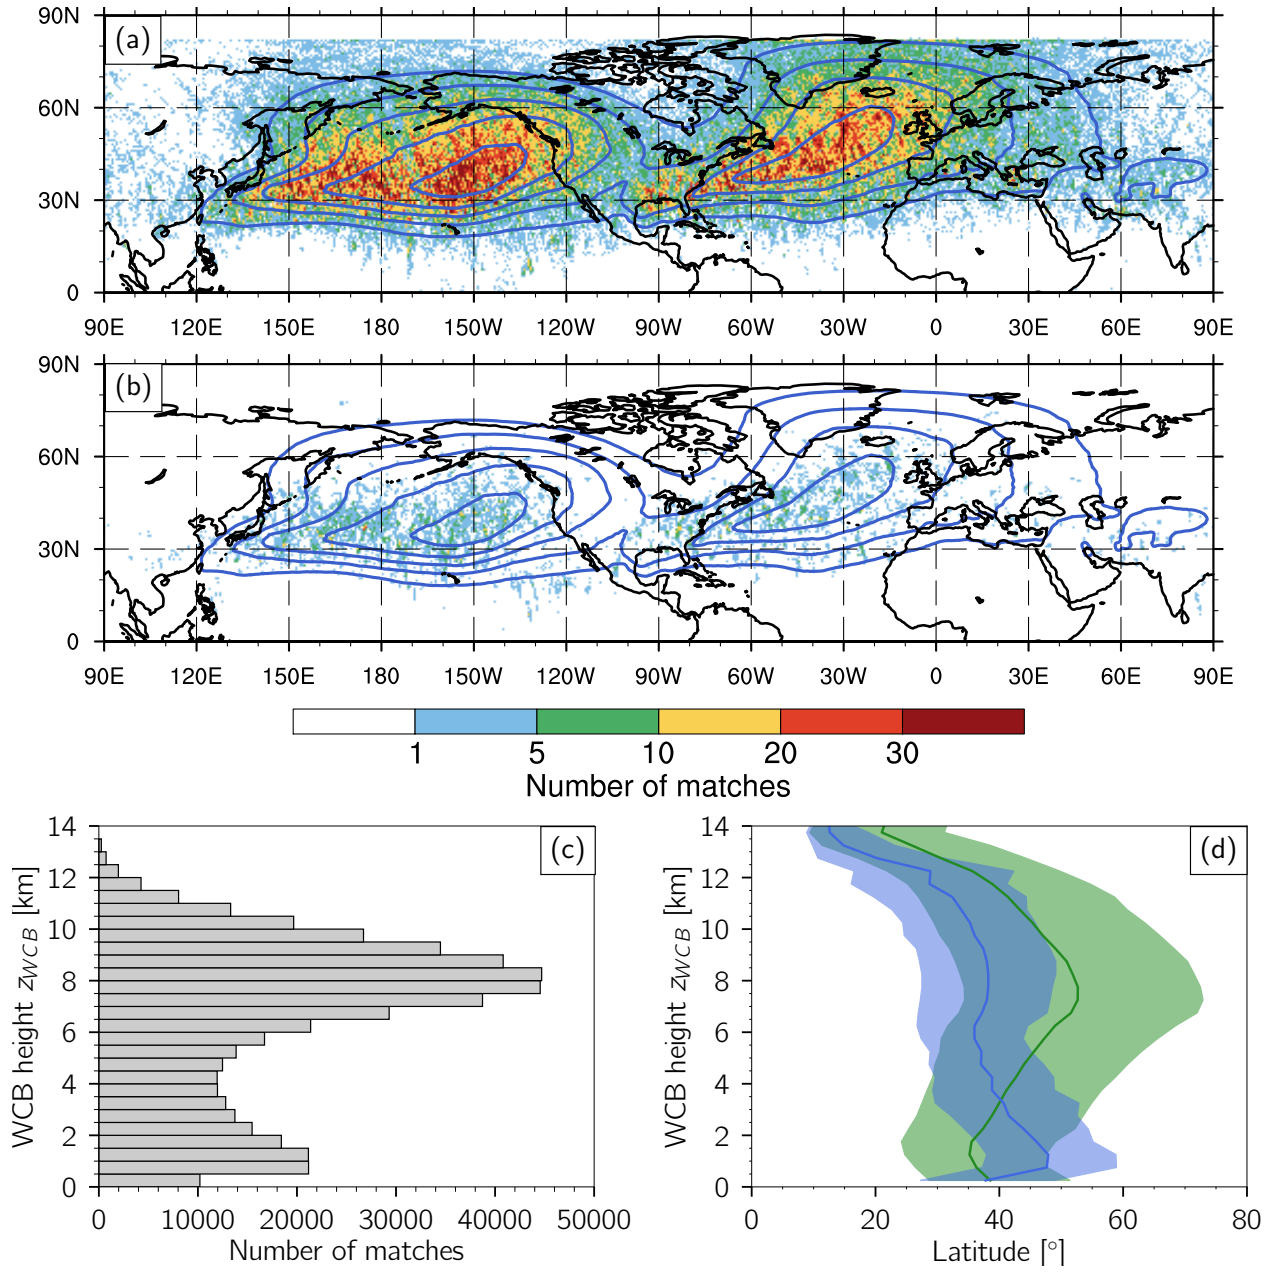 (a)
90N
60N
30N
0
90E 120E 150E 180 150W 120W 90W 60W 30W 0 30E 60E 90E
(b)
90N
60N
30N
0
90E 120E 150E 180 150W 120W 90W 60W 30W 0 30E 60E 90E
1 5 10 20 30
Number of matches
(c)
WCB height zWCB [km]
14
12
10
8
6
4
2
0
0 10000 20000 30000 40000 50000
Number of matches
(d)
WCB height zWCB [km]
14
12
10
8
6
4
2
0
0 20 40 60 80
Latitude [°]